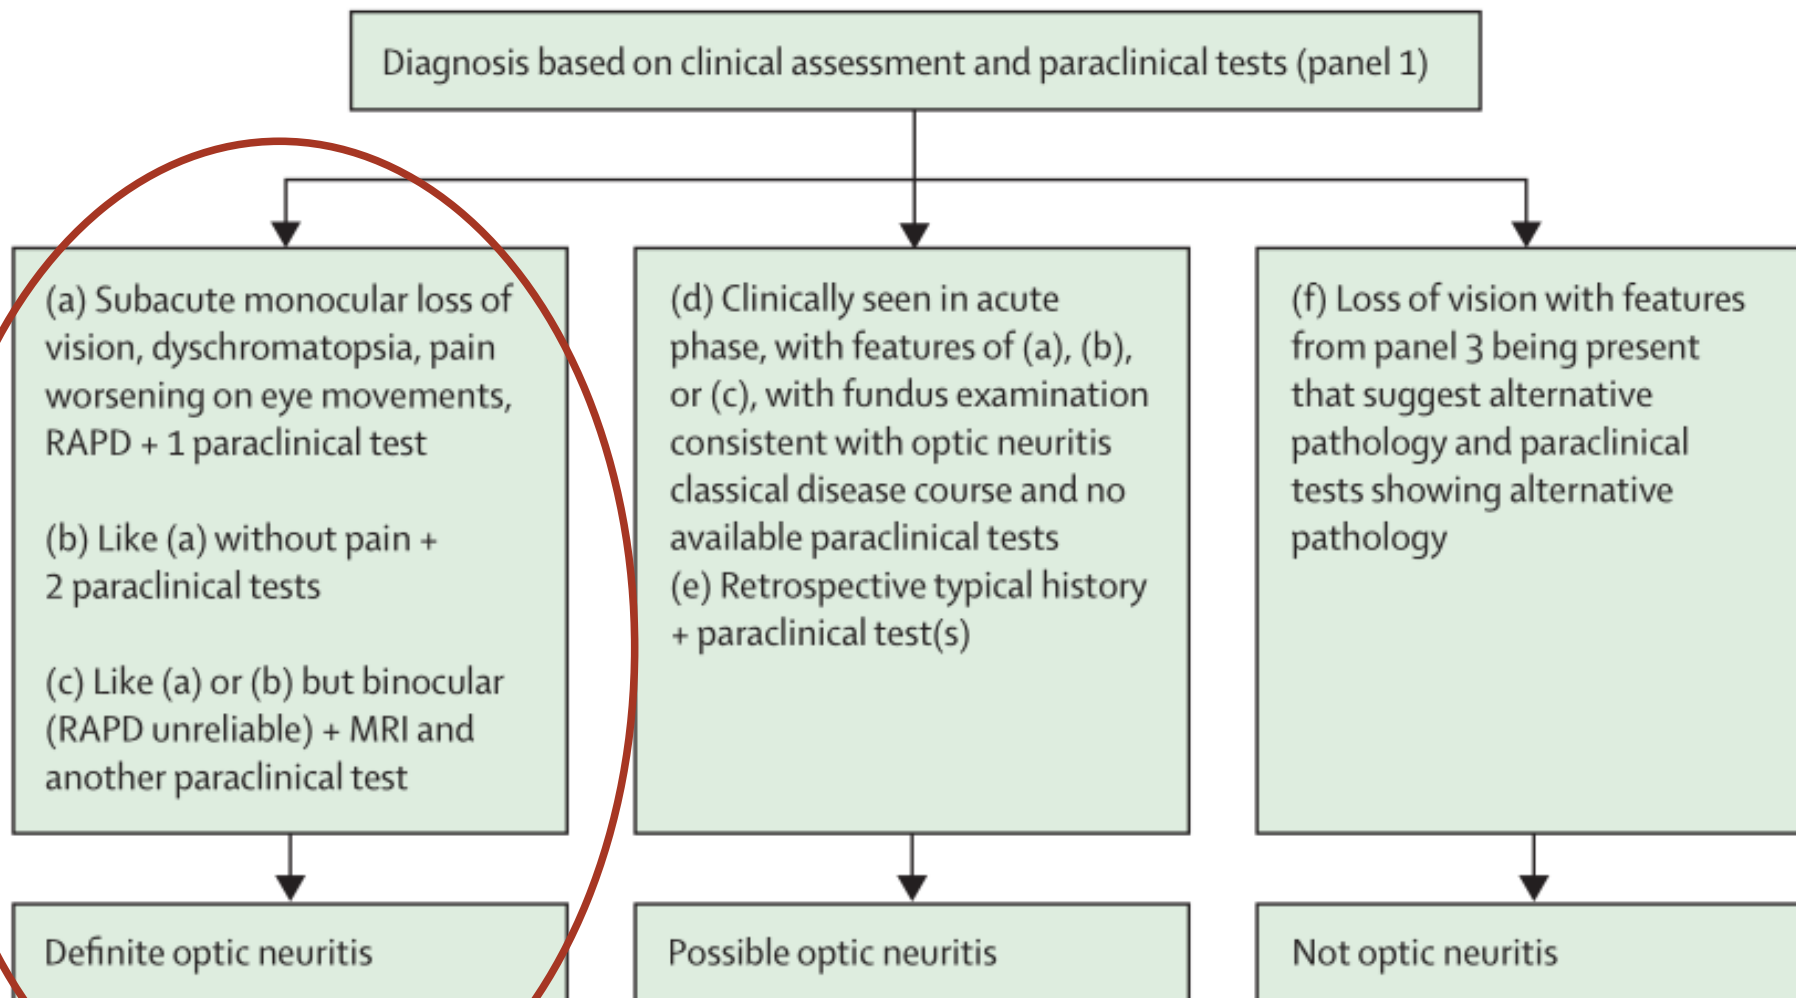 Diagnosis based on clinical assessment and paraclinical tests (panel 1)
(a) Subacute monocular loss of
vision, dyschromatopsia, pain
worsening on eye movements,
RAPD + 1 paraclinical test
(b) Like (a) without pain +
2 paraclinical tests
(c) Like (a) or (b) but binocular
(RAPD unreliable) + MRI and
another paraclinical test
(d) Clinically seen in acute
phase, with features of (a), (b),
or (c), with fundus examination
consistent with optic neuritis
classical disease course and no
available paraclinical tests
(e) Retrospective typical history
+ paraclinical test(s)
(f) Loss of vision with features
from panel 3 being present
that suggest alternative
pathology and paraclinical
tests showing alternative
pathology
Definite optic neuritis
Possible optic neuritis
Not optic neuritis